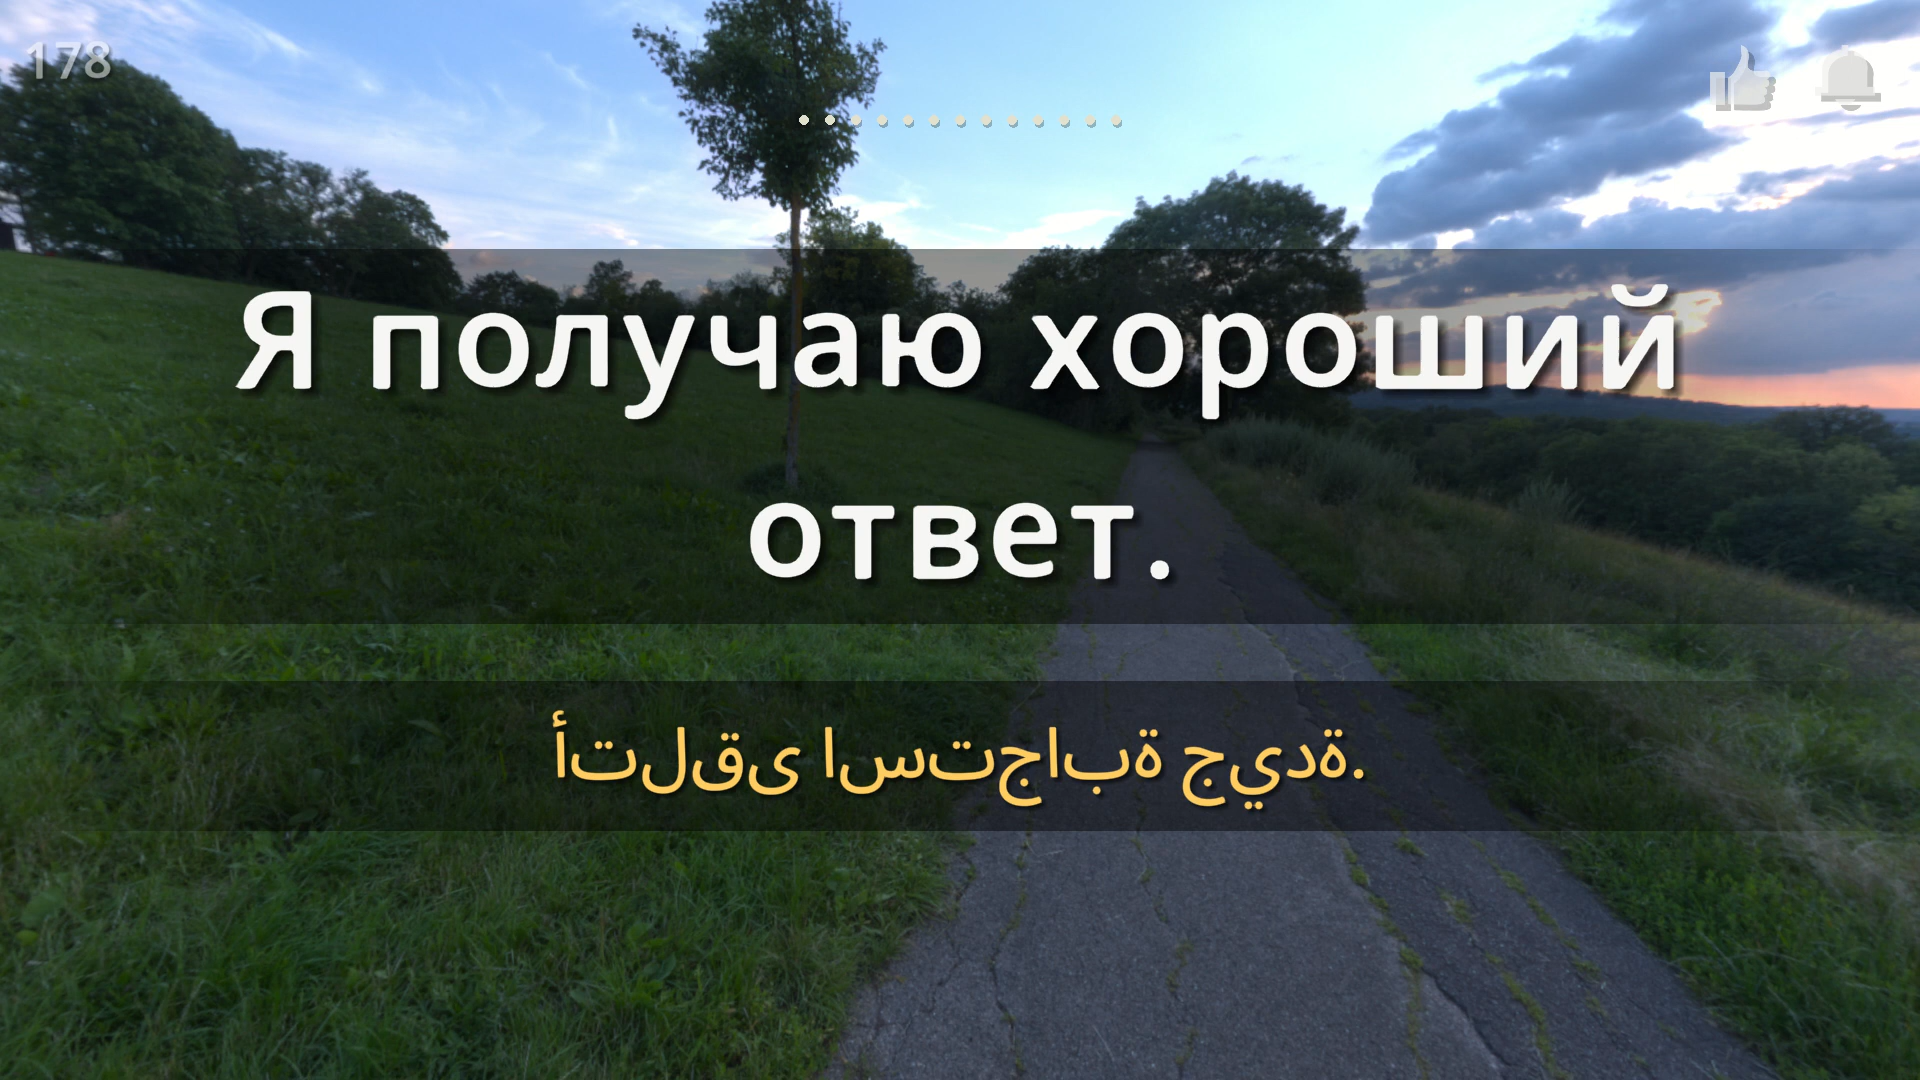 178
Я получаю хороший
ответ.
أتلقى استجابة جيدة.